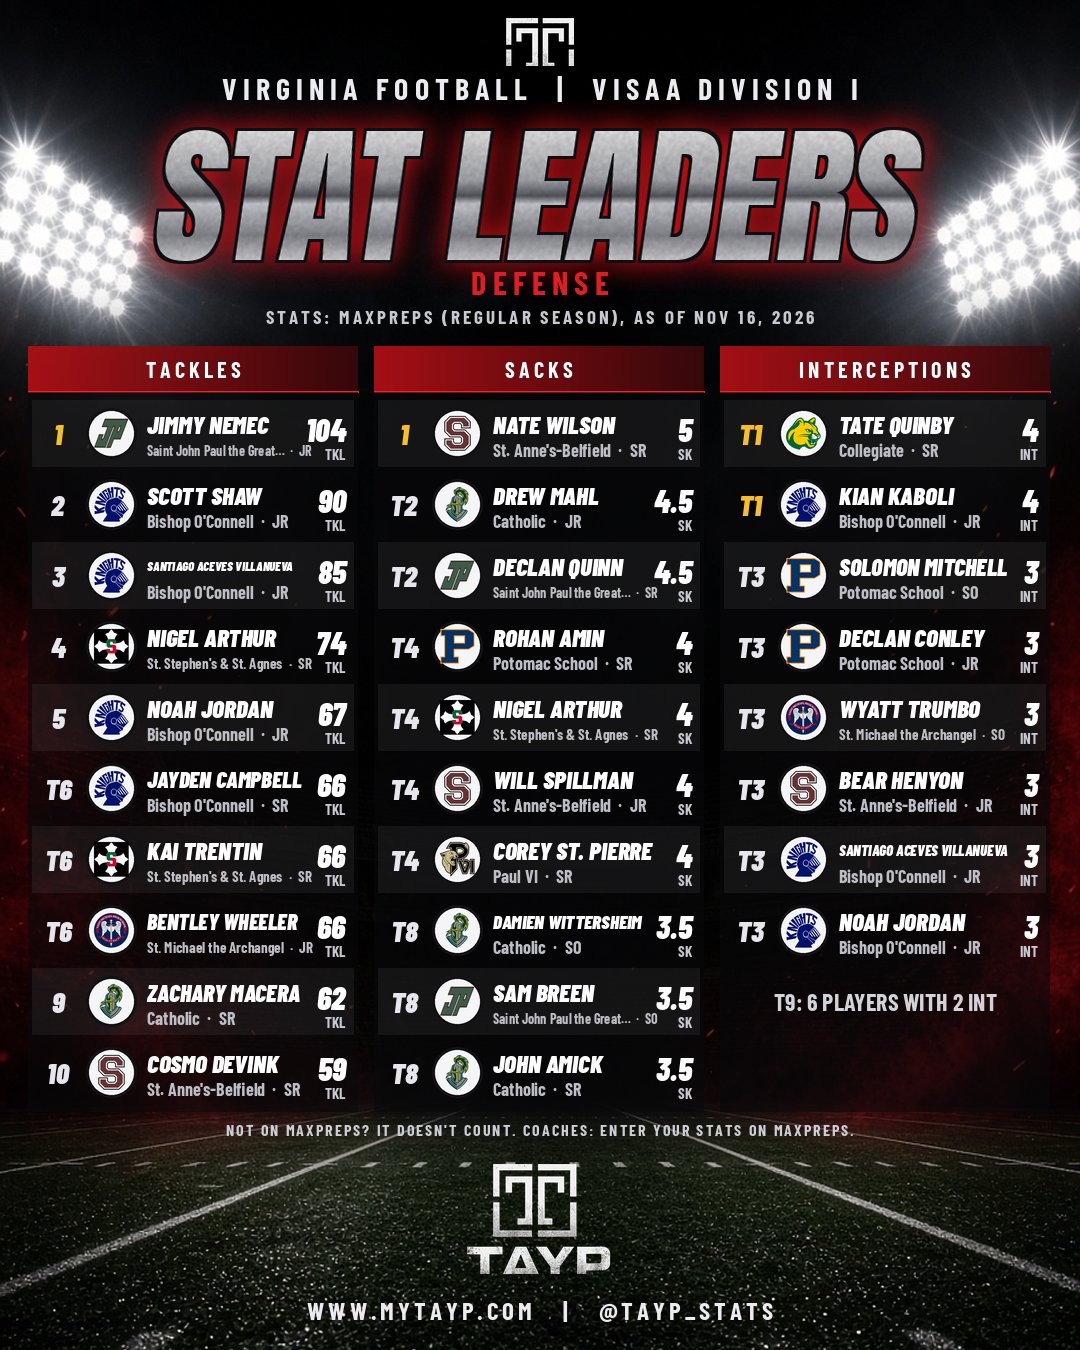 VIRGINIA FOOTBALL | VISAA DIVISION I
STAT LEADERS
DEFENSE
STATS: MAXPREPS (REGULAR SEASON), AS OF NOV 16, 2026
TACKLES
1 JIMMY NEMEC 104
Saint John Paul the Great... · JR TKL
2 SCOTT SHAW 90
Bishop O'Connell · JR TKL
3 SANTIAGO ACEVES VILLANUEVA 85
Bishop O'Connell · JR TKL
4 NIGEL ARTHUR 74
St. Stephen's & St. Agnes · SR TKL
5 NOAH JORDAN 67
Bishop O'Connell · JR TKL
T6 JAYDEN CAMPBELL 66
Bishop O'Connell · SR TKL
T6 KAI TRENTIN 66
St. Stephen's & St. Agnes · SR TKL
T6 BENTLEY WHEELER 66
St. Michael the Archangel · JR TKL
9 ZACHARY MACERA 62
Catholic · SR TKL
10 COSMO DEVINK 59
St. Anne's-Belfield · SR TKL
SACKS
1 NATE WILSON 5
St. Anne's-Belfield · SR SK
T2 DREW MAHL 4.5
Catholic · JR SK
T2 DECLAN QUINN 4.5
Saint John Paul the Great... · SR SK
T4 ROHAN AMIN 4
Potomac School · SR SK
T4 NIGEL ARTHUR 4
St. Stephen's & St. Agnes · SR SK
T4 WILL SPILLMAN 4
St. Anne's-Belfield · JR SK
T4 COREY ST. PIERRE 4
Paul VI · SR SK
T8 DAMIEN WITTERSHEIM 3.5
Catholic · SO SK
T8 SAM BREEN 3.5
Saint John Paul the Great... · SO SK
T8 JOHN AMICK 3.5
Catholic · SR SK
INTERCEPTIONS
T1 TATE QUINBY 4
Collegiate · SR INT
T1 KIAN KABOLI 4
Bishop O'Connell · JR INT
T3 SOLOMON MITCHELL 3
Potomac School · SO INT
T3 DECLAN CONLEY 3
Potomac School · JR INT
T3 WYATT TRUMBO 3
St. Michael the Archangel · SO INT
T3 BEAR HENYON 3
St. Anne's-Belfield · JR INT
T3 SANTIAGO ACEVES VILLANUEVA 3
Bishop O'Connell · JR INT
T3 NOAH JORDAN 3
Bishop O'Connell · JR INT
T9: 6 PLAYERS WITH 2 INT
NOT ON MAXPREPS? IT DOESN'T COUNT. COACHES: ENTER YOUR STATS ON MAXPREPS.
TAYP
WWW.MYTAYP.COM | @TAYP_STATS